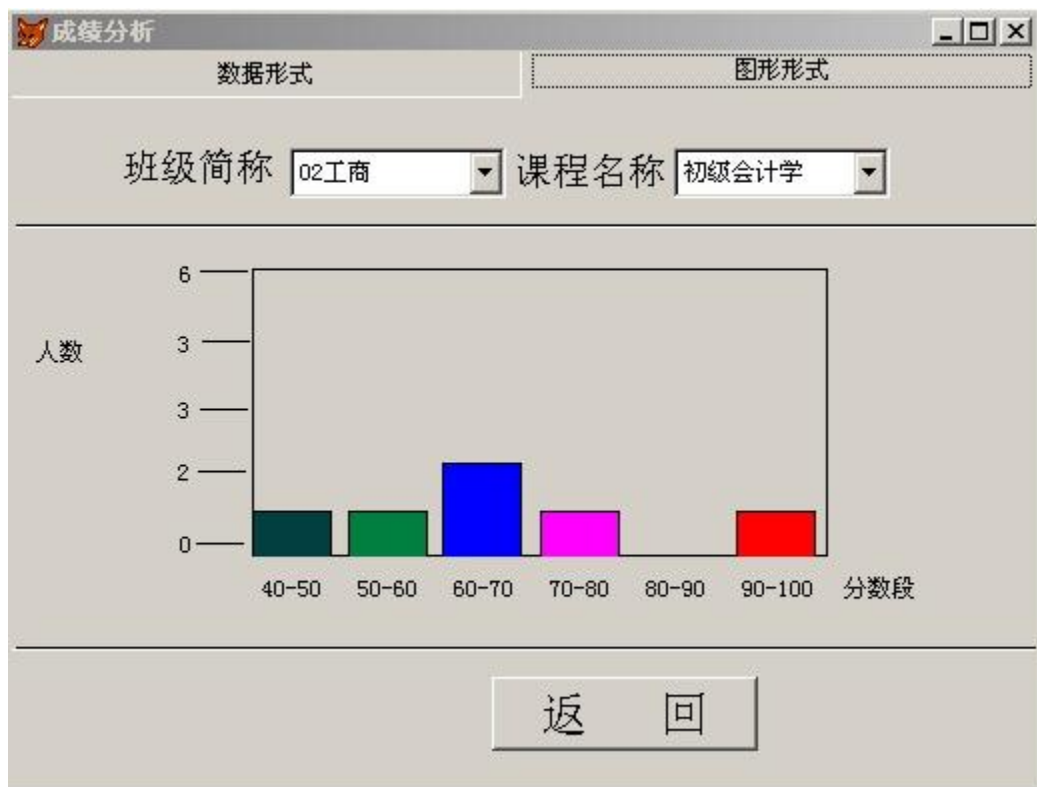 成绩分析
数据形式 图形形式
班级简称 02工商 课程名称 初级会计学
6
人数 3
3
2
0
40-50 50-60 60-70 70-80 80-90 90-100 分数段
返 回